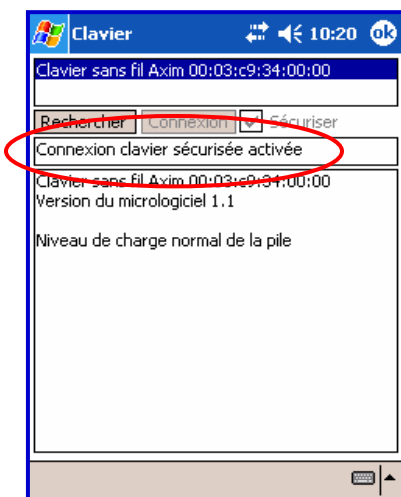 Clavier 10:20 ok
Clavier sans fil Axim 00:03:c9:34:00:00
Rechercher Connexion Sécuriser
Connexion clavier sécurisée activée
Clavier sans fil Axim 00:03:c9:34:00:00
Version du micrologiciel 1.1
Niveau de charge normal de la pile